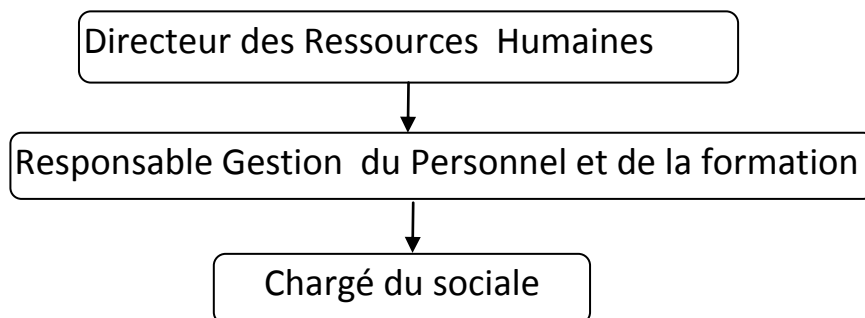 Directeur des Ressources Humaines
Responsable Gestion du Personnel et de la formation
Chargé du sociale